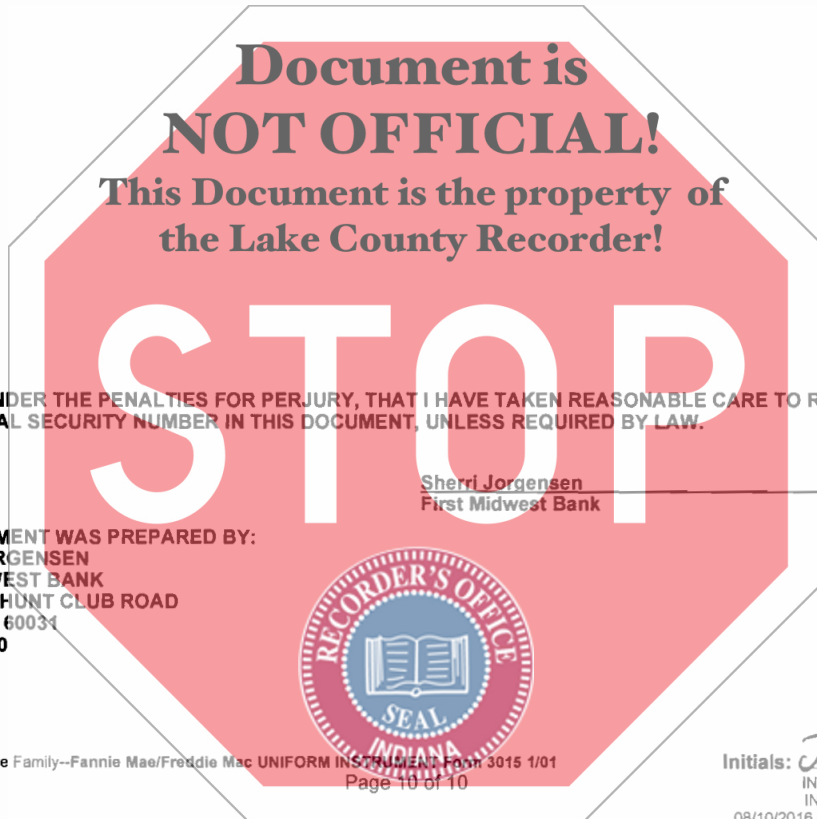 Document is
NOT OFFICIAL!
This Document is the property of
the Lake County Recorder!
STOP
NDER THE PENALTIES FOR PERJURY, THAT I HAVE TAKEN REASONABLE CARE TO R
AL SECURITY NUMBER IN THIS DOCUMENT, UNLESS REQUIRED BY LAW.
Sherri Jorgensen
First Midwest Bank
MENT WAS PREPARED BY:
RGENSEN
EST BANK
HUNT CLUB ROAD
60031
0
RECORDER'S OFFICE
SEAL
INDIANA
e Family--Fannie Mae/Freddie Mac UNIFORM INSTRUMENT Form 3015 1/01
Page 10 of 10
Initials:
IN
IN
08/10/2016